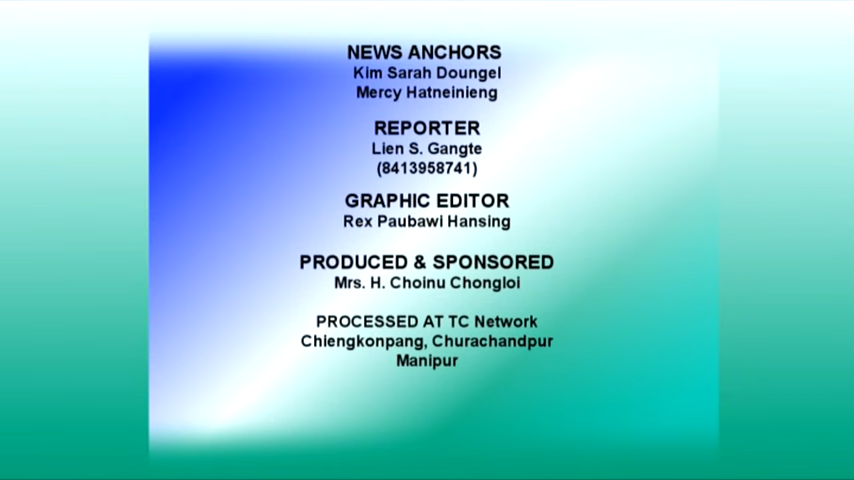 NEWS ANCHORS
Kim Sarah Doungel
Mercy Hatneinieng
REPORTER
Lien S. Gangte
(8413958741)
GRAPHIC EDITOR
Rex Paubawi Hansing
PRODUCED & SPONSORED
Mrs. H. Choinu Chongloi
PROCESSED AT TC Network
Chiengkonpang, Churachandpur
Manipur